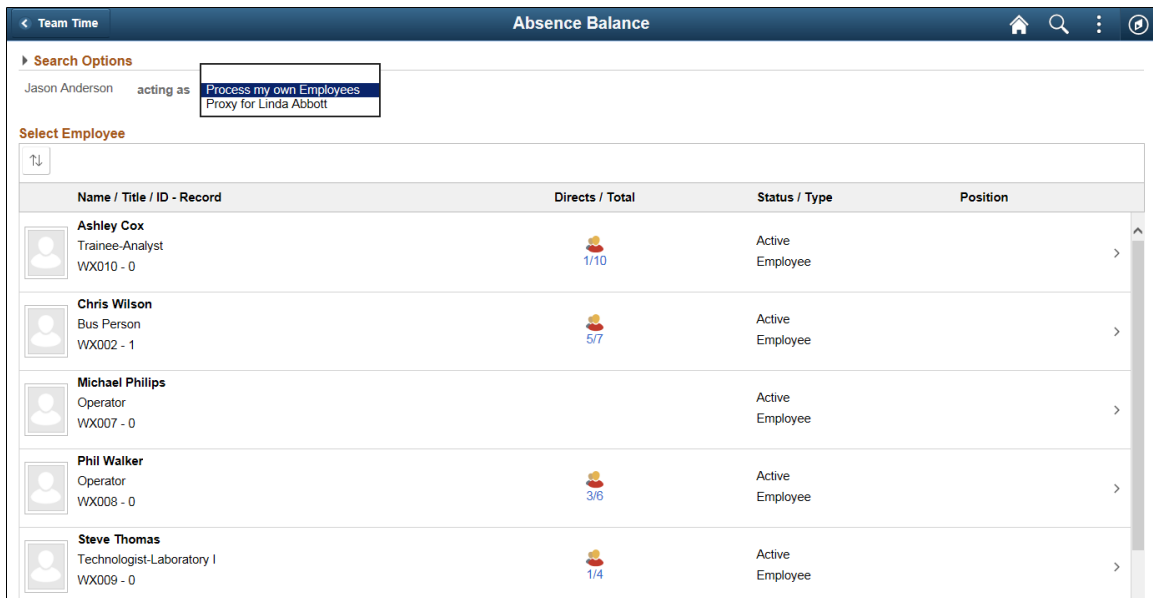 Team Time
Absence Balance
Search Options
Jason Anderson acting as
Process my own Employees
Proxy for Linda Abbott
Select Employee
Name / Title / ID - Record Directs / Total Status / Type Position
Ashley Cox
Trainee-Analyst
WX010 - 0
1/10
Active
Employee
Chris Wilson
Bus Person
WX002 - 1
5/7
Active
Employee
Michael Philips
Operator
WX007 - 0
Active
Employee
Phil Walker
Operator
WX008 - 0
3/6
Active
Employee
Steve Thomas
Technologist-Laboratory I
WX009 - 0
1/4
Active
Employee